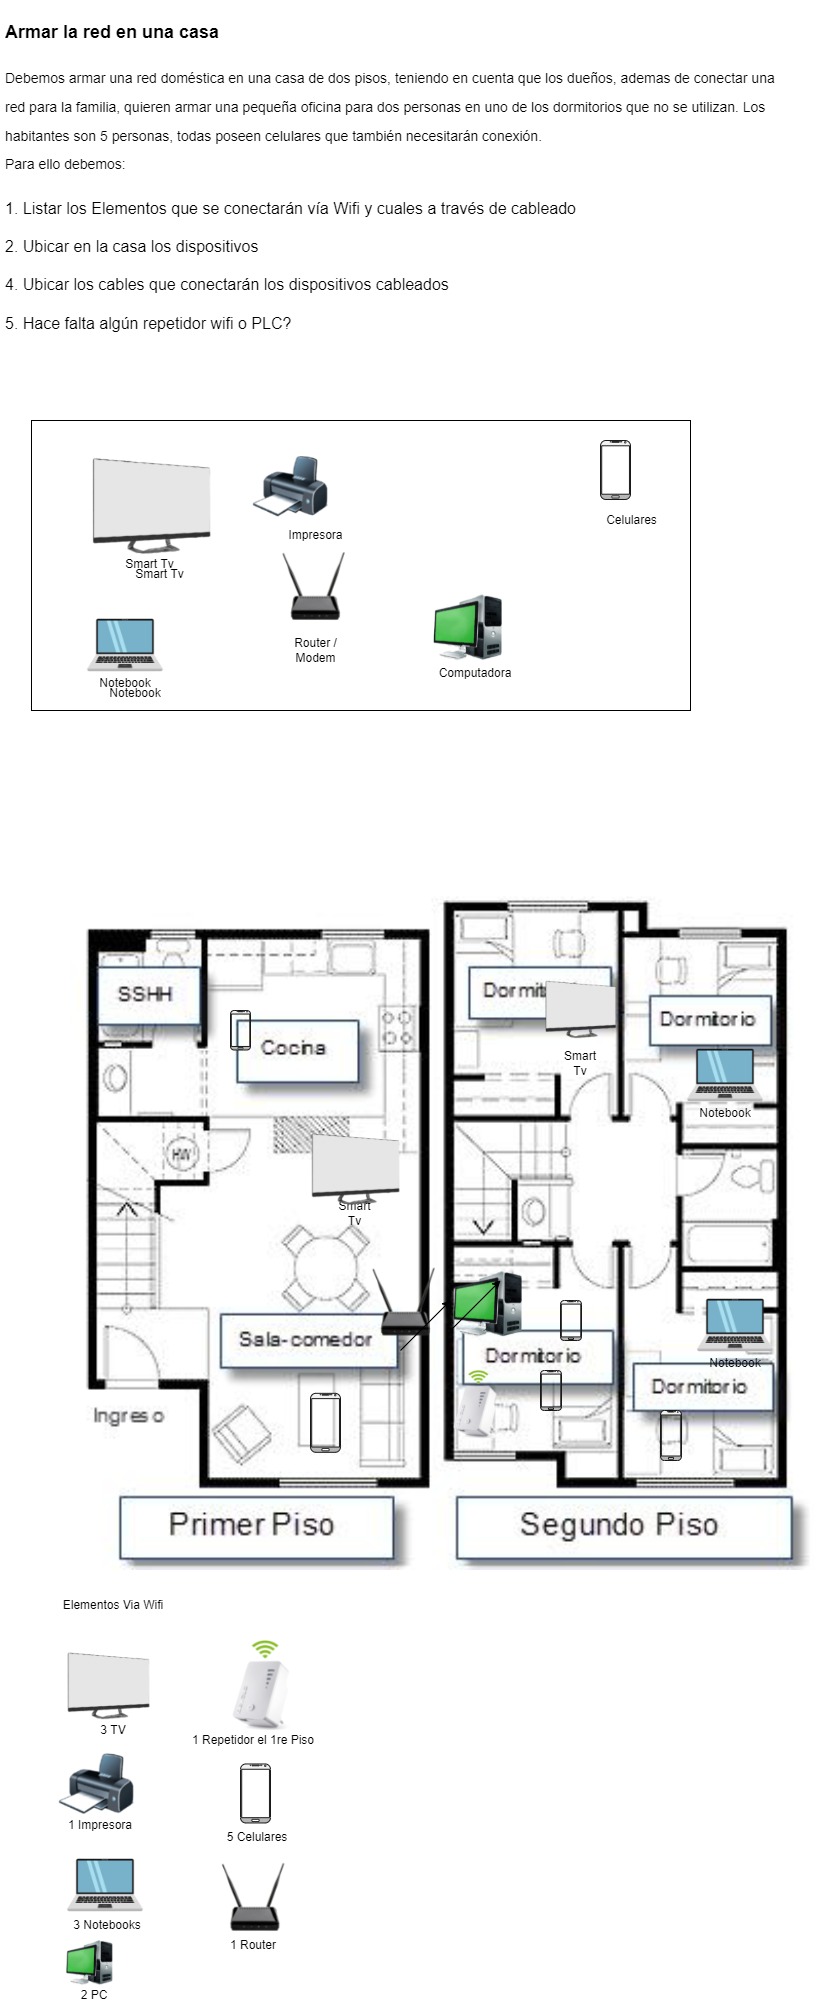 Armar la red en una casa
Debemos armar una red doméstica en una casa de dos pisos, teniendo en cuenta que los dueños, ademas de conectar una
red para la familia, quieren armar una pequeña oficina para dos personas en uno de los dormitorios que no se utilizan. Los
habitantes son 5 personas, todas poseen celulares que también necesitarán conexión.
Para ello debemos:
1. Listar los Elementos que se conectarán vía Wifi y cuales a través de cableado
2. Ubicar en la casa los dispositivos
4. Ubicar los cables que conectarán los dispositivos cableados
5. Hace falta algún repetidor wifi o PLC?
Celulares
Impresora
Smart Tv
Smart Tv
Router /
Modem
Computadora
Notebook
Notebook
SSHH
Cocina
HW
Smart
Tv
Sala-comedor
Ingreso
Primer Piso
Dormit
Smart
Tv
Dormitorio
Notebook
Dormitorio
Notebook
Dormitorio
Segundo Piso
Elementos Via Wifi
3 TV
1 Repetidor el 1re Piso
1 Impresora
5 Celulares
3 Notebooks
1 Router
2 PC